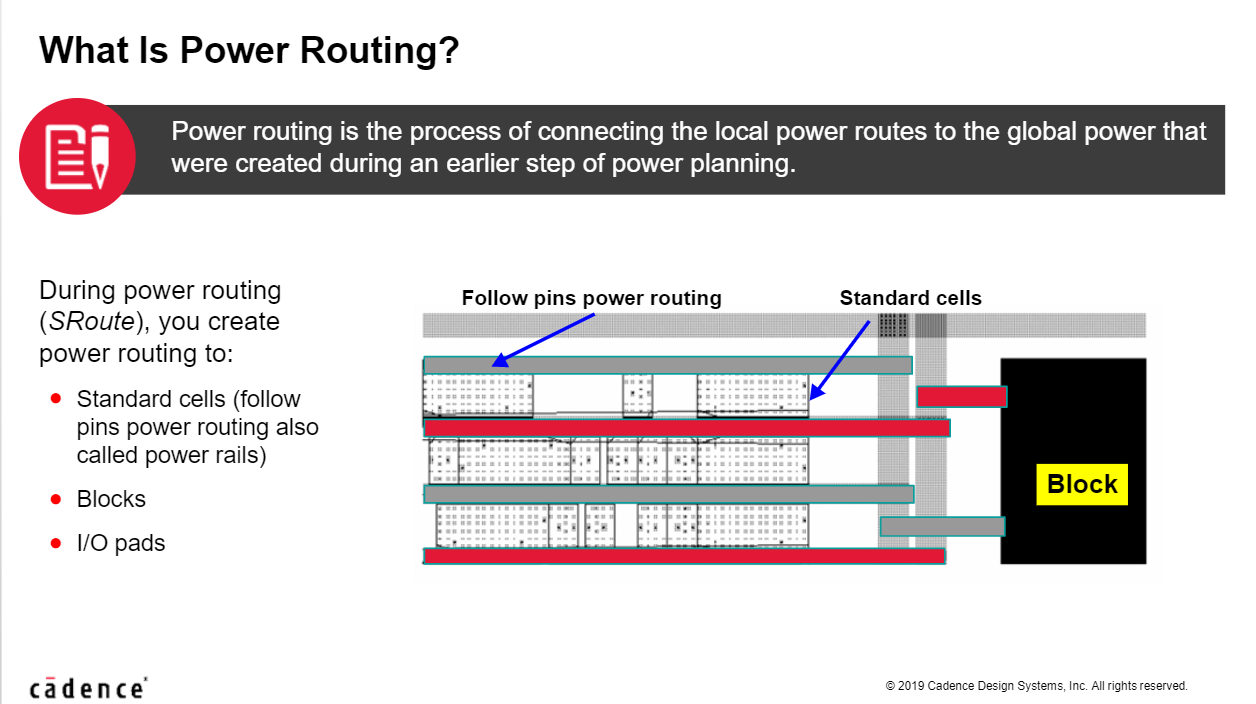 What Is Power Routing?
Power routing is the process of connecting the local power routes to the global power that
were created during an earlier step of power planning.
During power routing
(SRoute), you create
power routing to:
Standard cells (follow
pins power routing also
called power rails)
Blocks
I/O pads
Follow pins power routing
Standard cells
Block
cādence
© 2019 Cadence Design Systems, Inc. All rights reserved.